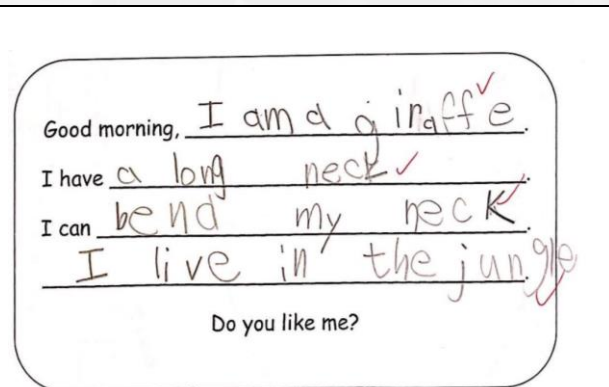 Good morning, I am a giraffe.
I have a long neck.
I can bend my neck.
I live in the jungle.
Do you like me?